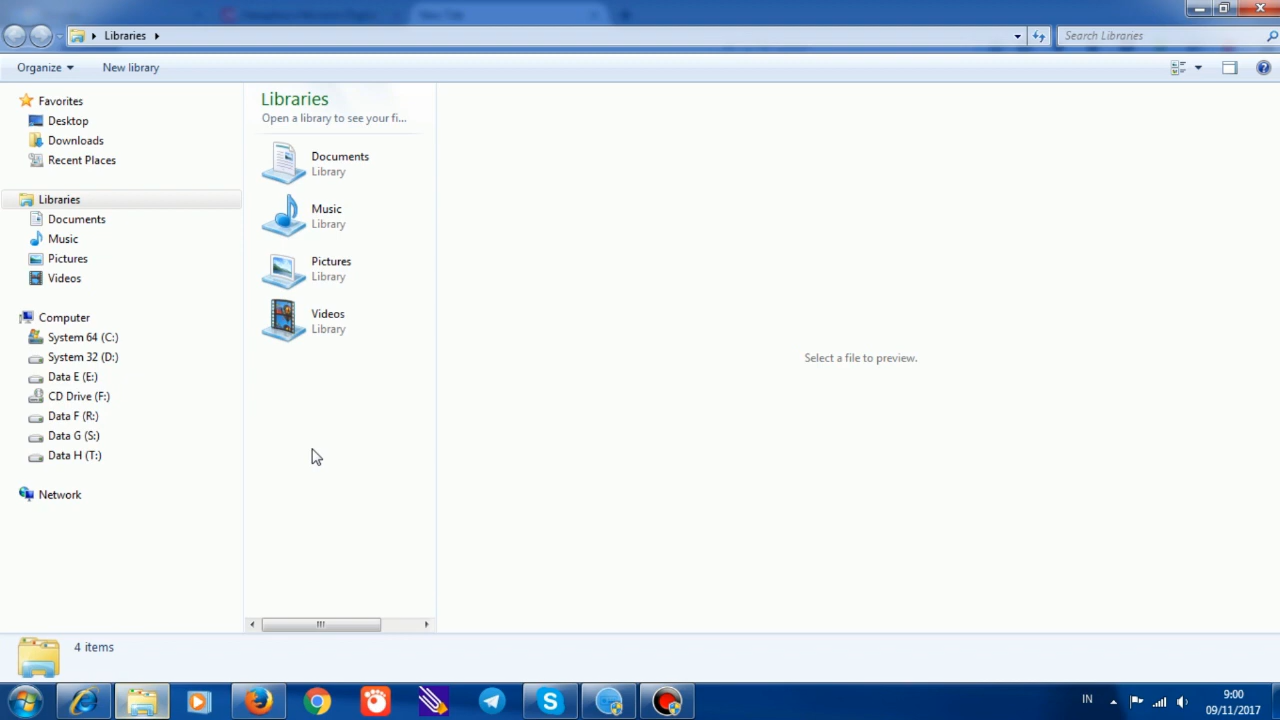 Libraries
Search Libraries
Organize
New library
Favorites
Desktop
Downloads
Recent Places
Libraries
Documents
Music
Pictures
Videos
Computer
System 64 (C:)
System 32 (D:)
Data E (E:)
CD Drive (F:)
Data F (R:)
Data G (S:)
Data H (T:)
Network
Libraries
Open a library to see your fi...
Documents
Library
Music
Library
Pictures
Library
Videos
Library
Select a file to preview.
4 items
IN
9:00
09/11/2017